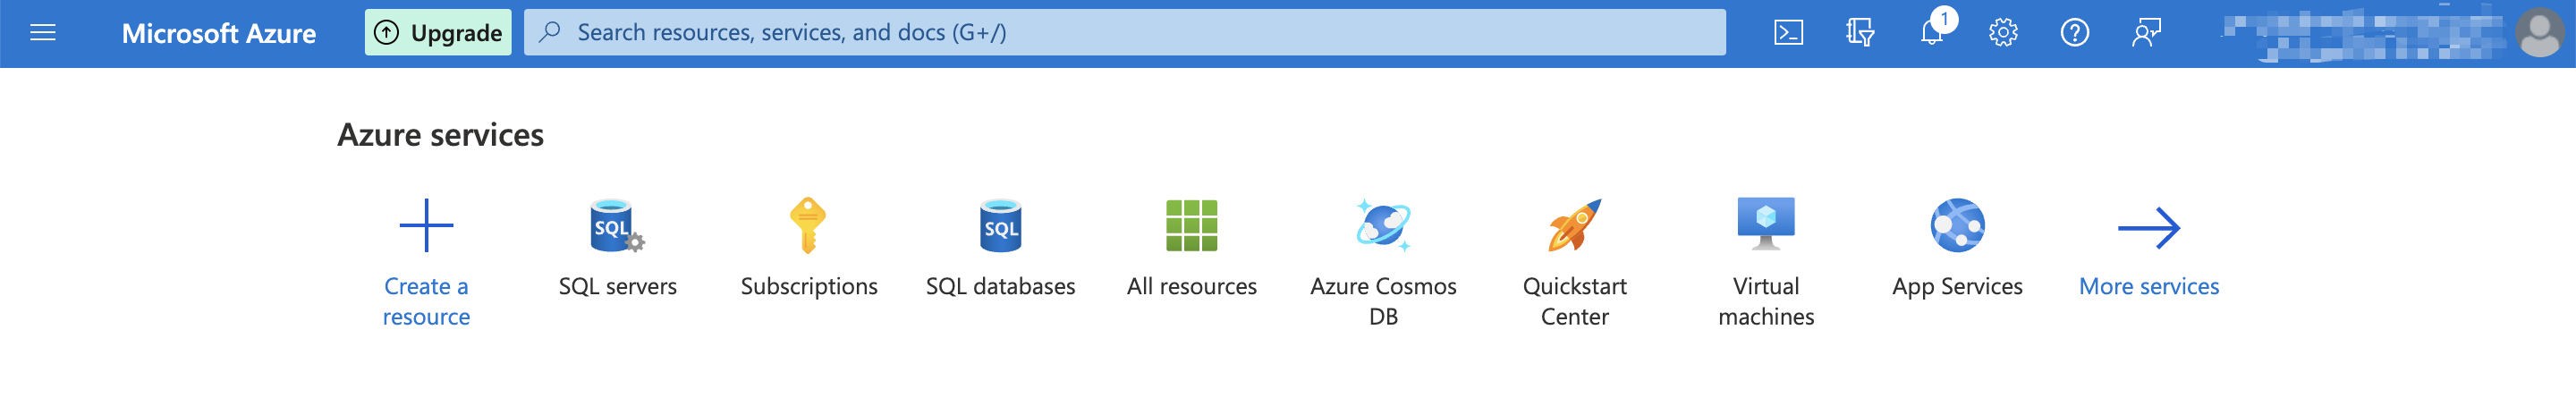 Microsoft Azure
Upgrade
Search resources, services, and docs (G+/)
1
Azure services
Create a
resource
SQL
SQL servers
Subscriptions
SQL
SQL databases
All resources
Azure Cosmos
DB
Quickstart
Center
Virtual
machines
App Services
More services